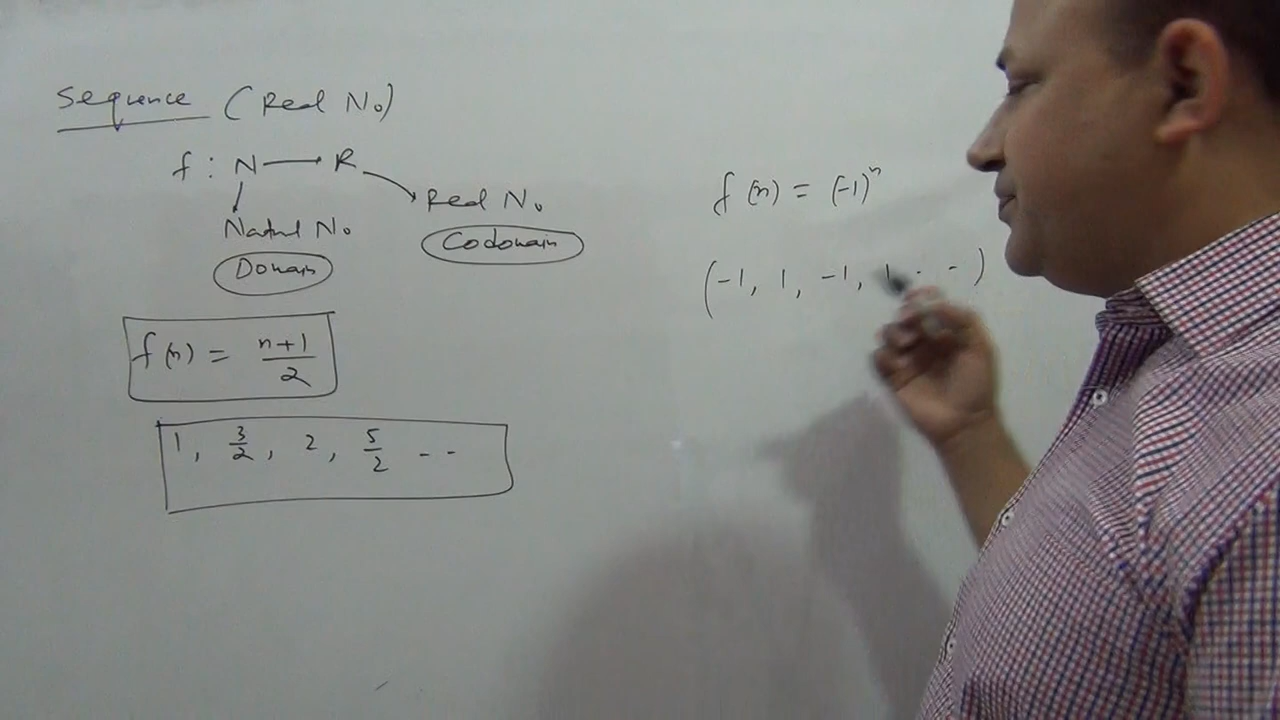 Sequence (Real No)
f : N → R
Natural No
Real No
Domain
Codomain
f(n) = n+1/2
1, 3/2, 2, 5/2 - -
f(n) = (-1)ⁿ
(-1, 1, -1, 1 - -)